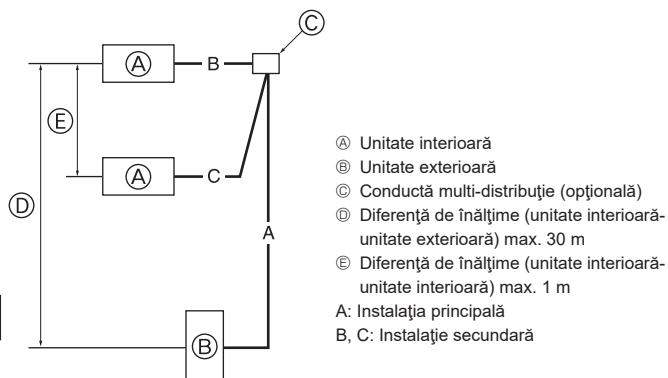 Ⓒ
Ⓐ B
Ⓔ
Ⓐ C
Ⓓ
A
Ⓑ
Ⓐ Unitate interioară
Ⓑ Unitate exterioară
Ⓒ Conductă multi-distribuţie (opţională)
Ⓓ Diferenţă de înălţime (unitate interioară-
unitate exterioară) max. 30 m
Ⓔ Diferenţă de înălţime (unitate interioară-
unitate interioară) max. 1 m
A: Instalaţia principală
B, C: Instalaţie secundară